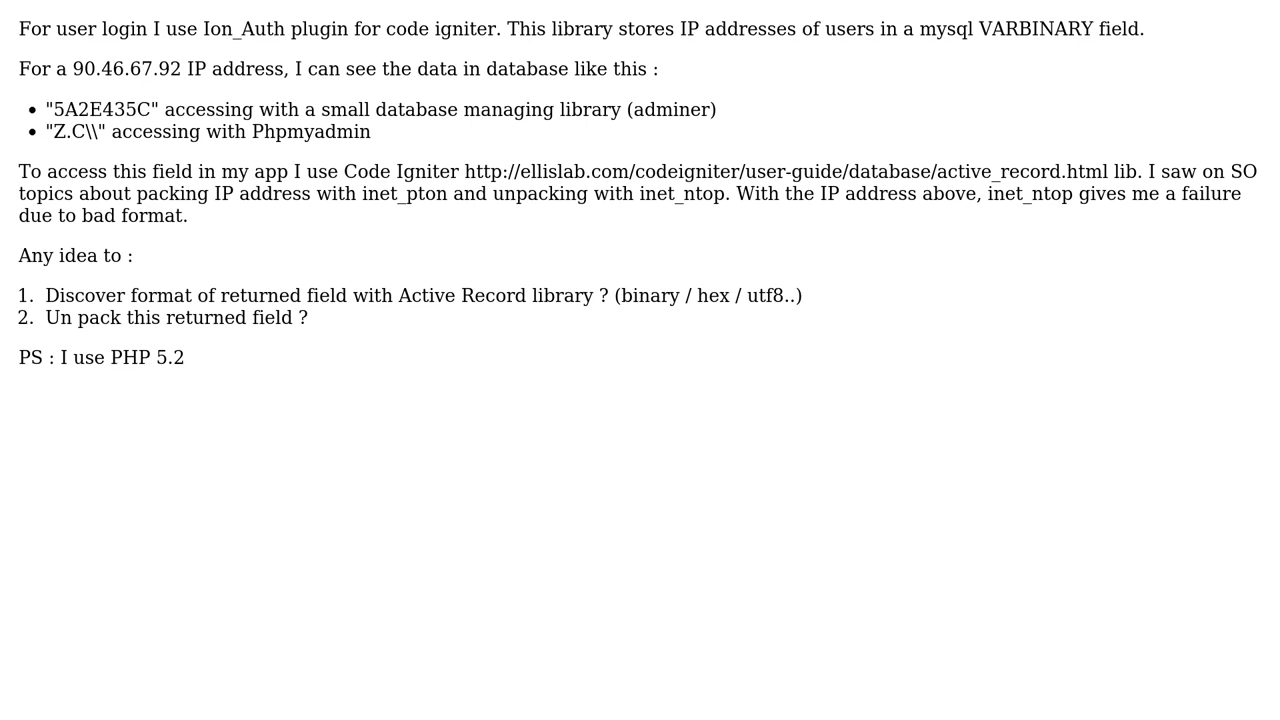 For user login I use Ion_Auth plugin for code igniter. This library stores IP addresses of users in a mysql VARBINARY field.
For a 90.46.67.92 IP address, I can see the data in database like this :
• "5A2E435C" accessing with a small database managing library (adminer)
• "Z.C\\" accessing with Phpmyadmin
To access this field in my app I use Code Igniter http://ellislab.com/codeigniter/user-guide/database/active_record.html lib. I saw on SO
topics about packing IP address with inet_pton and unpacking with inet_ntop. With the IP address above, inet_ntop gives me a failure
due to bad format.
Any idea to :
1. Discover format of returned field with Active Record library ? (binary / hex / utf8..)
2. Un pack this returned field ?
PS : I use PHP 5.2